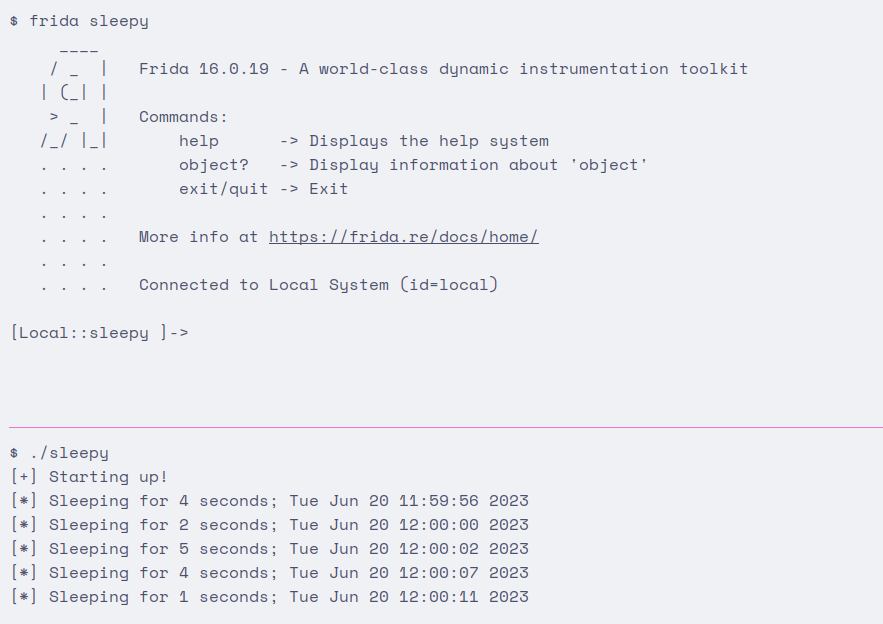 $ frida sleepy
     ____
    / _  |   Frida 16.0.19 - A world-class dynamic instrumentation toolkit
   | (_| |
    > _  |   Commands:
   /_/ |_|       help      -> Displays the help system
   . . . .       object?   -> Display information about 'object'
   . . . .       exit/quit -> Exit
   . . . .
   . . . .   More info at https://frida.re/docs/home/
   . . . .
   . . . .   Connected to Local System (id=local)
[Local::sleepy ]->
$ ./sleepy
[+] Starting up!
[*] Sleeping for 4 seconds; Tue Jun 20 11:59:56 2023
[*] Sleeping for 2 seconds; Tue Jun 20 12:00:00 2023
[*] Sleeping for 5 seconds; Tue Jun 20 12:00:02 2023
[*] Sleeping for 4 seconds; Tue Jun 20 12:00:07 2023
[*] Sleeping for 1 seconds; Tue Jun 20 12:00:11 2023